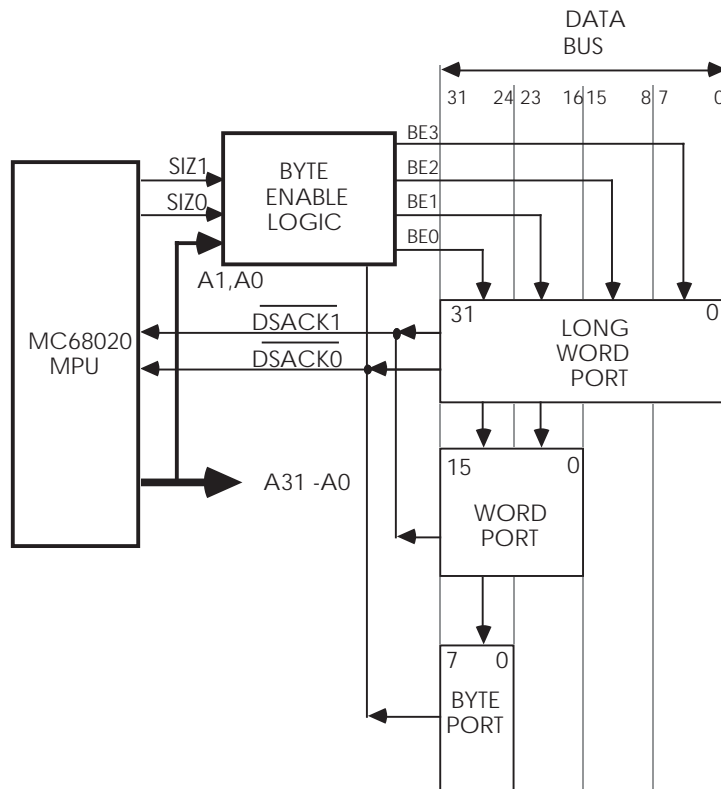 DATA
BUS
31 24 23 16 15 8 7 0
BE3
SIZ1
BYTE
ENABLE
LOGIC
BE2
SIZ0
BE1
BE0
A1,A0
MC68020
MPU
DSACK1
DSACK0
31 0
LONG
WORD
PORT
A31 -A0
15 0
WORD
PORT
7 0
BYTE
PORT